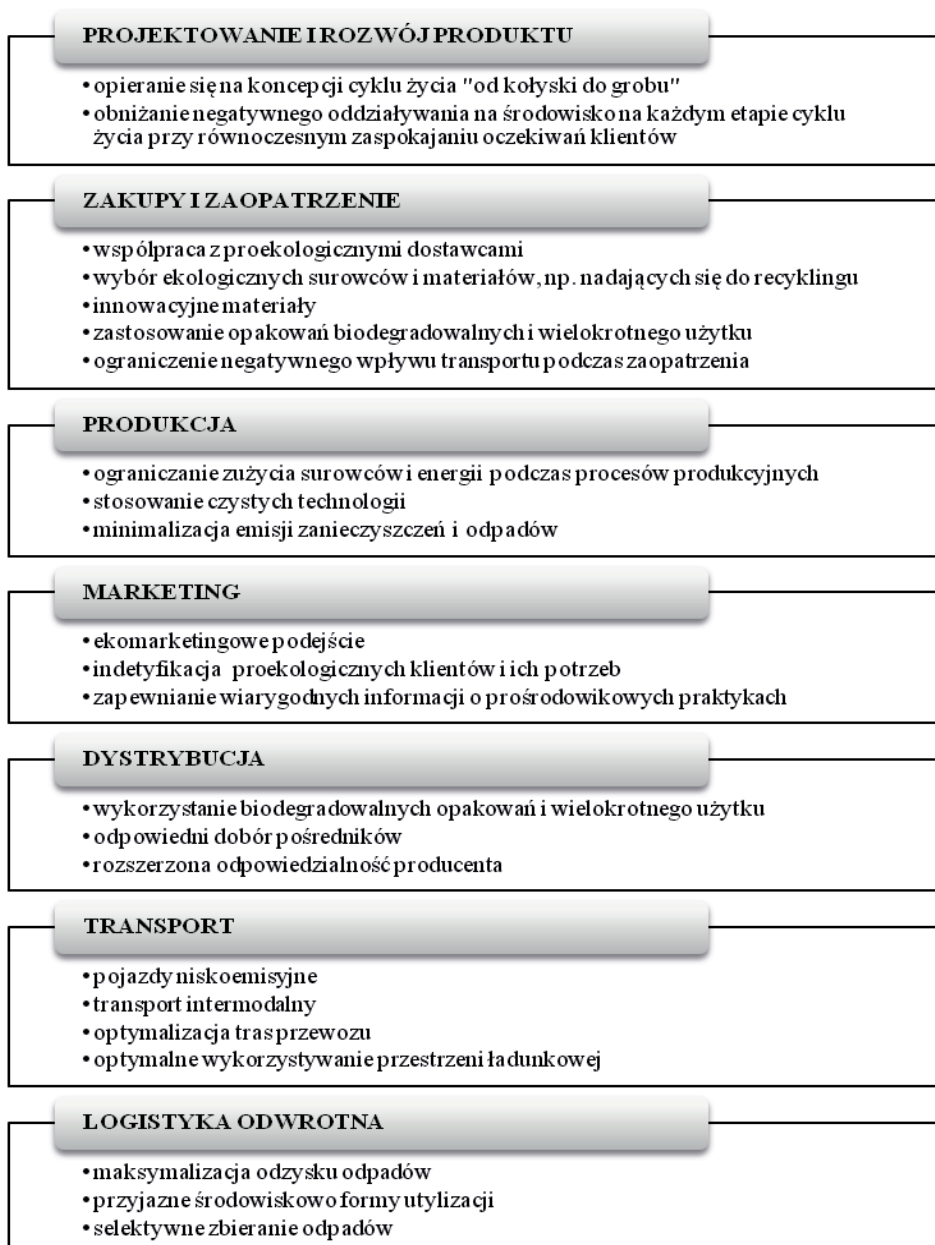 PROJEKTOWANIE I ROZWÓJ PRODUKTU
• opieranie się na koncepcji cyklu życia "od kołyski do grobu"
• obniżanie negatywnego oddziaływania na środowisko na każdym etapie cyklu
życia przy równoczesnym zaspokajaniu oczekiwań klientów
ZAKUPY I ZAOPATRZENIE
• współpraca z proekologicznymi dostawcami
• wybór ekologicznych surowców i materiałów, np. nadających się do recyklingu
• innowacyjne materiały
• zastosowanie opakowań biodegradowalnych i wielokrotnego użytku
• ograniczenie negatywnego wpływu transportu podczas zaopatrzenia
PRODUKCJA
• ograniczanie zużycia surowców i energii podczas procesów produkcyjnych
• stosowanie czystych technologii
• minimalizacja emisji zanieczyszczeń i odpadów
MARKETING
• ekomarketingowe podejście
• indetyfikacja proekologicznych klientów i ich potrzeb
• zapewnianie wiarygodnych informacji o prośrodowikowych praktykach
DYSTRYBUCJA
• wykorzystanie biodegradowalnych opakowań i wielokrotnego użytku
• odpowiedni dobór pośredników
• rozszerzona odpowiedzialność producenta
TRANSPORT
• pojazdy niskoemisyjne
• transport intermodalny
• optymalizacja tras przewozu
• optymalne wykorzystywanie przestrzeni ładunkowej
LOGISTYKA ODWROTNA
• maksymalizacja odzysku odpadów
• przyjazne środowiskowo formy utylizacji
• selektywne zbieranie odpadów